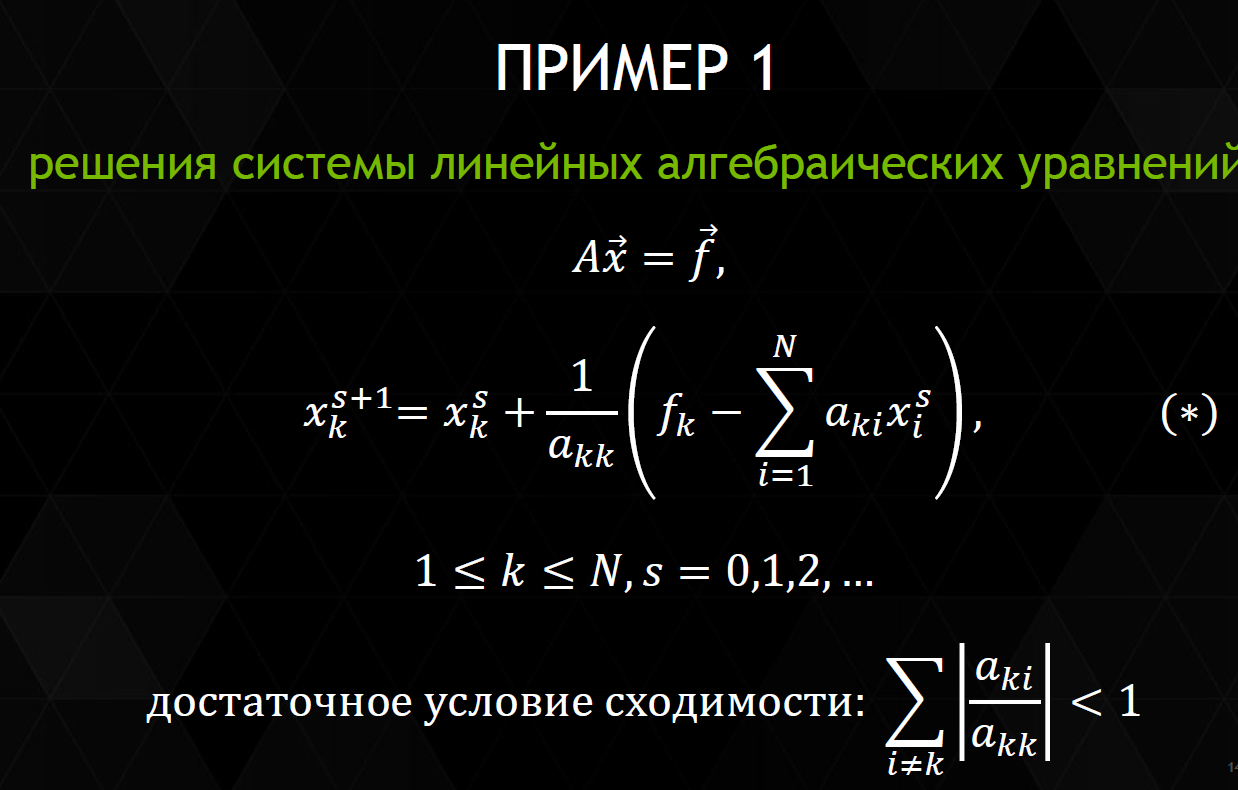 ПРИМЕР 1
решения системы линейных алгебраических уравнений
$A\vec{x} = \vec{f},$
$x_k^{s+1} = x_k^s + \frac{1}{a_{kk}} \left( f_k - \sum_{i=1}^{N} a_{ki} x_i^s \right), \quad (*)$
$1 \le k \le N, s = 0,1,2, \ldots$
достаточное условие сходимости: $\sum_{i \ne k} \left| \frac{a_{ki}}{a_{kk}} \right| < 1$